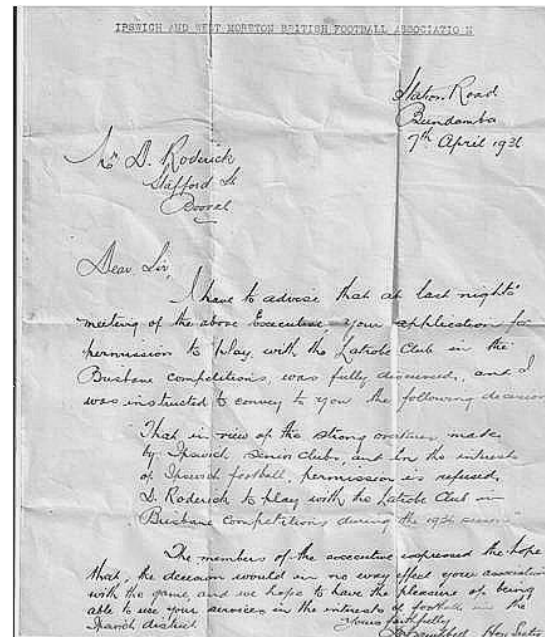 IPSWICH AND WEST MORETON BRITISH FOOTBALL ASSOCIATION
Station Road
Bundamba
7th April 1936
Mr D. Roderick
Stafford St
Booval
Dear Sir,
I have to advise that at last night's
meeting of the above Executive, your application for
permission to play with the Latrobe Club in the
Brisbane competitions, was fully discussed, and I
was instructed to convey to you the following decision
"That in view of the strong overtures made
by Ipswich senior clubs, and in the interests
of Ipswich football, permission is refused,
D. Roderick to play with the Latrobe Club in
Brisbane competitions during the 1936 season"
The members of the executive expressed the hope
that, the decision would in no way effect your association
with the game, and we hope to have the pleasure of being
able to use your services in the interests of football in the
Ipswich district.
Yours faithfully
Hon. Secty